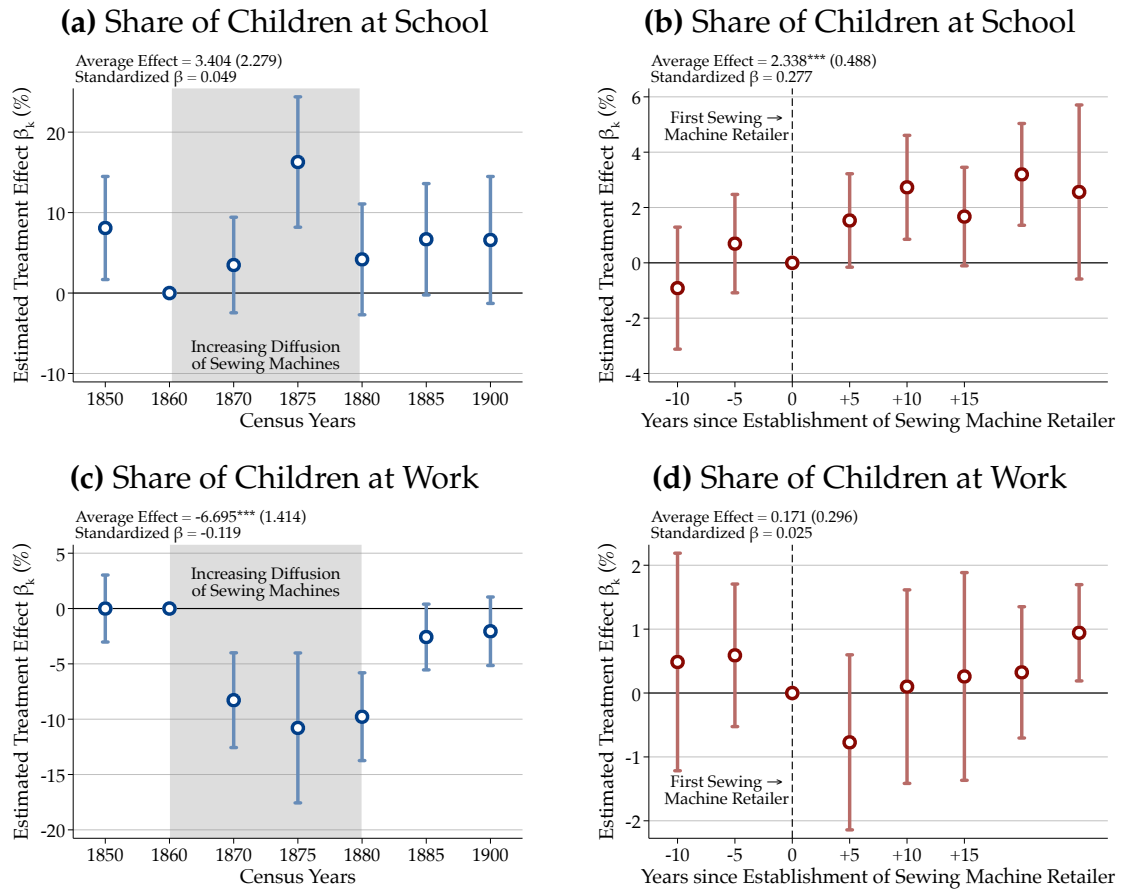 (a) Share of Children at School
Average Effect = 3.404 (2.279)
Standardized β = 0.049
Estimated Treatment Effect βk (%)
20
10
0
-10
Increasing Diffusion
of Sewing Machines
1850 1860 1870 1875 1880 1885 1900
Census Years
(b) Share of Children at School
Average Effect = 2.338*** (0.488)
Standardized β = 0.277
Estimated Treatment Effect βk (%)
6
4
2
0
-2
-4
First Sewing →
Machine Retailer
-10 -5 0 +5 +10 +15
Years since Establishment of Sewing Machine Retailer
(c) Share of Children at Work
Average Effect = -6.695*** (1.414)
Standardized β = -0.119
Estimated Treatment Effect βk (%)
5
0
-5
-10
-15
-20
Increasing Diffusion
of Sewing Machines
1850 1860 1870 1875 1880 1885 1900
Census Years
(d) Share of Children at Work
Average Effect = 0.171 (0.296)
Standardized β = 0.025
Estimated Treatment Effect βk (%)
2
1
0
-1
-2
First Sewing →
Machine Retailer
-10 -5 0 +5 +10 +15
Years since Establishment of Sewing Machine Retailer